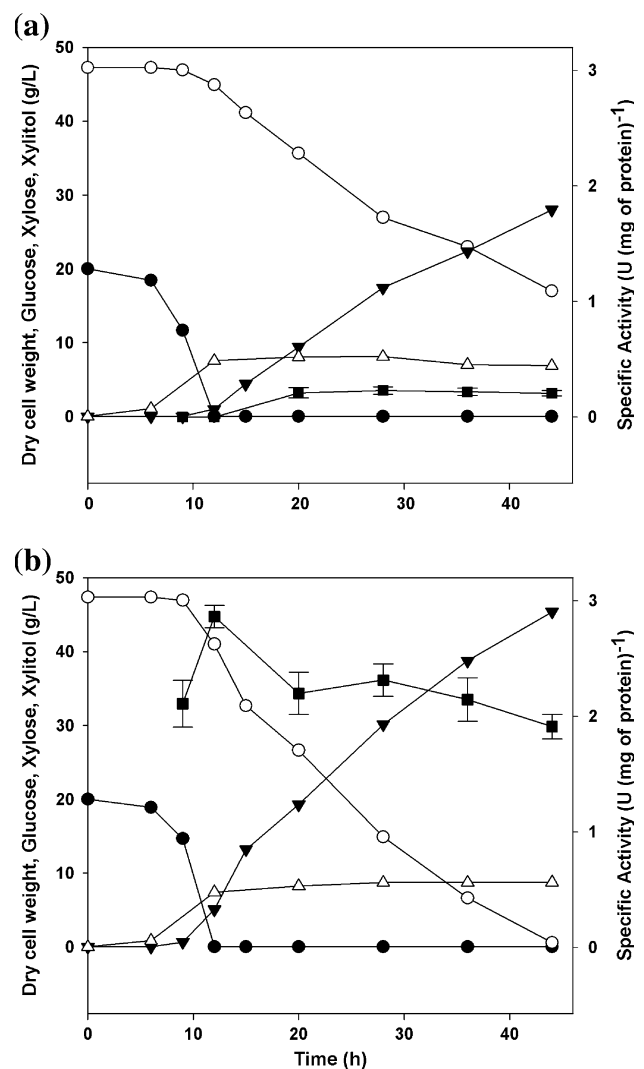 (a)
50
40
30
20
10
0
Dry cell weight, Glucose, Xylose, Xylitol (g/L)
3
2
1
0
Specific Activity (U (mg of protein)⁻¹)
0 10 20 30 40
(b)
50
40
30
20
10
0
Dry cell weight, Glucose, Xylose, Xylitol (g/L)
3
2
1
0
Specific Activity (U (mg of protein)⁻¹)
0 10 20 30 40
Time (h)